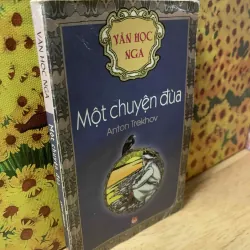 VĂN HỌC
NGA
Một chuyện đùa
Anton Trekhov
VĂN HỌC NGA